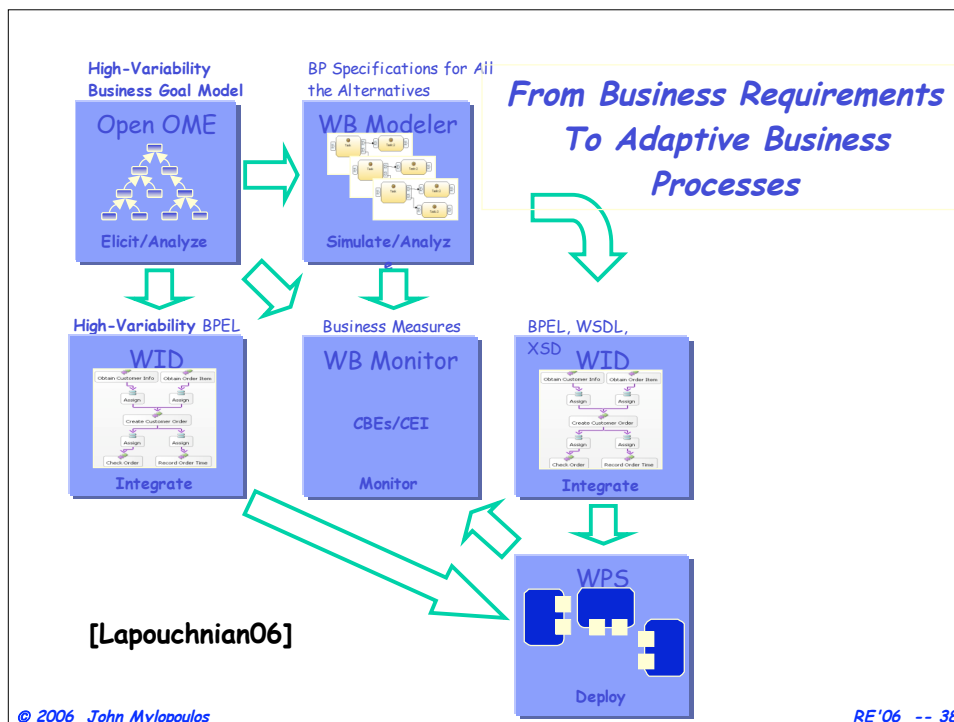 From Business Requirements
To Adaptive Business
Processes
High-Variability
Business Goal Model
Open OME
Elicit/Analyze
BP Specifications for All
the Alternatives
WB Modeler
Simulate/Analyz
e
High-Variability BPEL
WID
Obtain Customer Info
Obtain Order Item
Assign
Assign
Create Customer Order
Assign
Assign
Check Order
Record Order Time
Integrate
Business Measures
WB Monitor
CBEs/CEI
Monitor
BPEL, WSDL,
XSD
WID
Obtain Customer Info
Obtain Order Item
Assign
Assign
Create Customer Order
Assign
Assign
Check Order
Record Order Time
Integrate
WPS
Deploy
[Lapouchnian06]
© 2006 John Mylopoulos
RE'06 -- 38